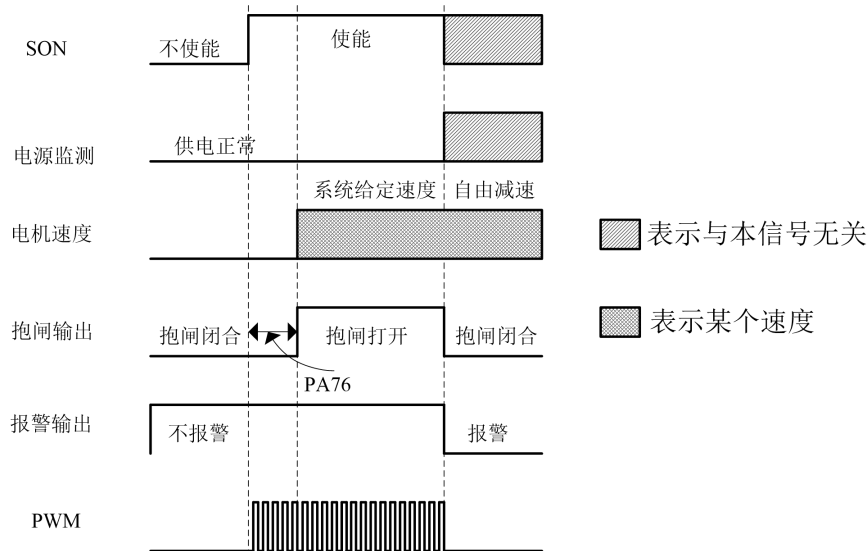 SON
不使能
使能
电源监测
供电正常
系统给定速度
自由减速
电机速度
表示与本信号无关
抱闸输出
抱闸闭合
抱闸打开
抱闸闭合
表示某个速度
PA76
报警输出
不报警
报警
PWM